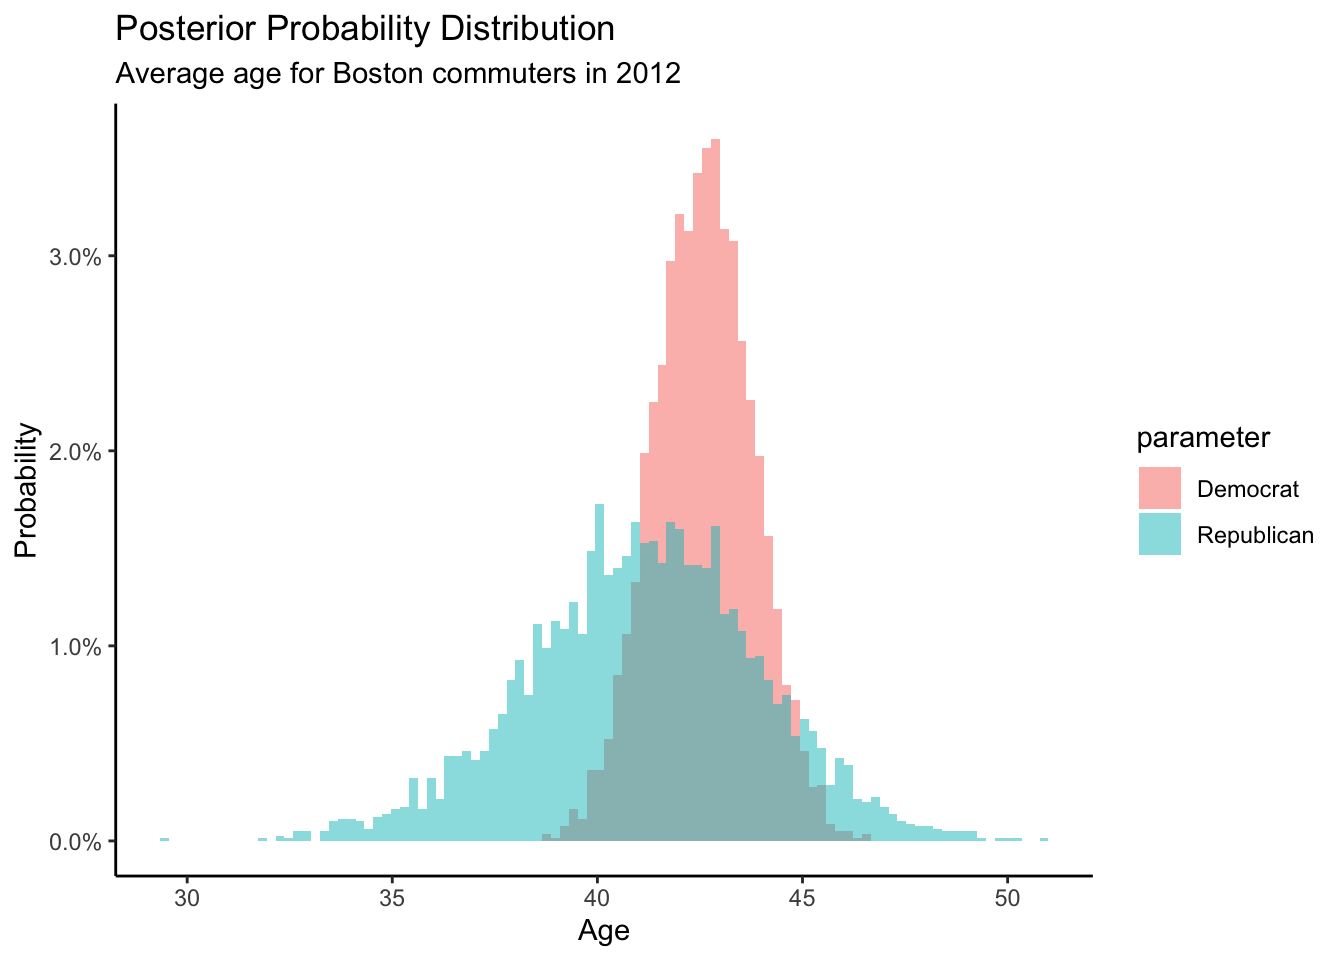 Posterior Probability Distribution
Average age for Boston commuters in 2012
Probability
3.0%
2.0%
1.0%
0.0%
30 35 40 45 50
Age
parameter
Democrat
Republican